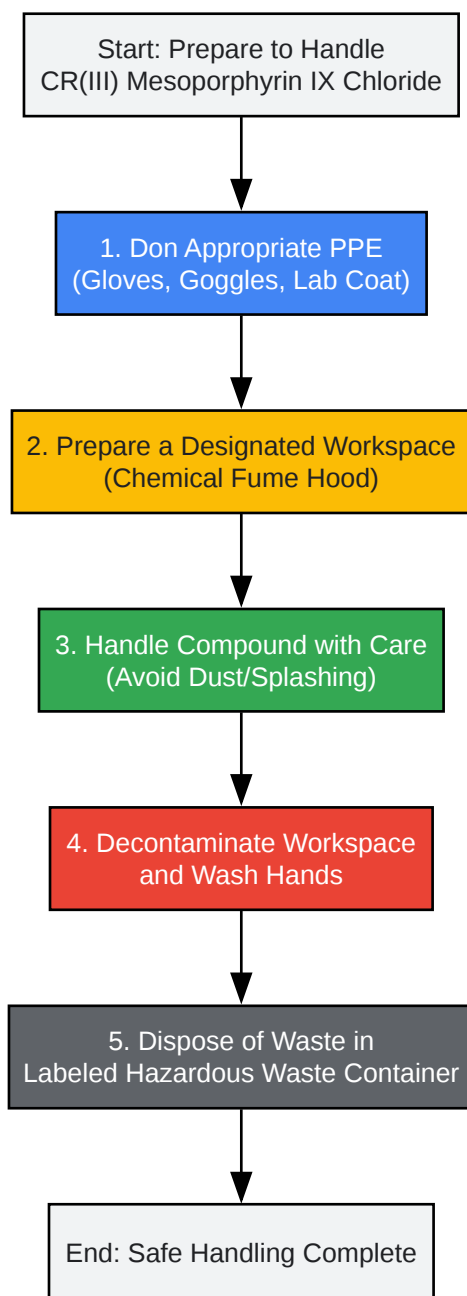 Start: Prepare to Handle
CR(III) Mesoporphyrin IX Chloride
1. Don Appropriate PPE
(Gloves, Goggles, Lab Coat)
2. Prepare a Designated Workspace
(Chemical Fume Hood)
3. Handle Compound with Care
(Avoid Dust/Splashing)
4. Decontaminate Workspace
and Wash Hands
5. Dispose of Waste in
Labeled Hazardous Waste Container
End: Safe Handling Complete